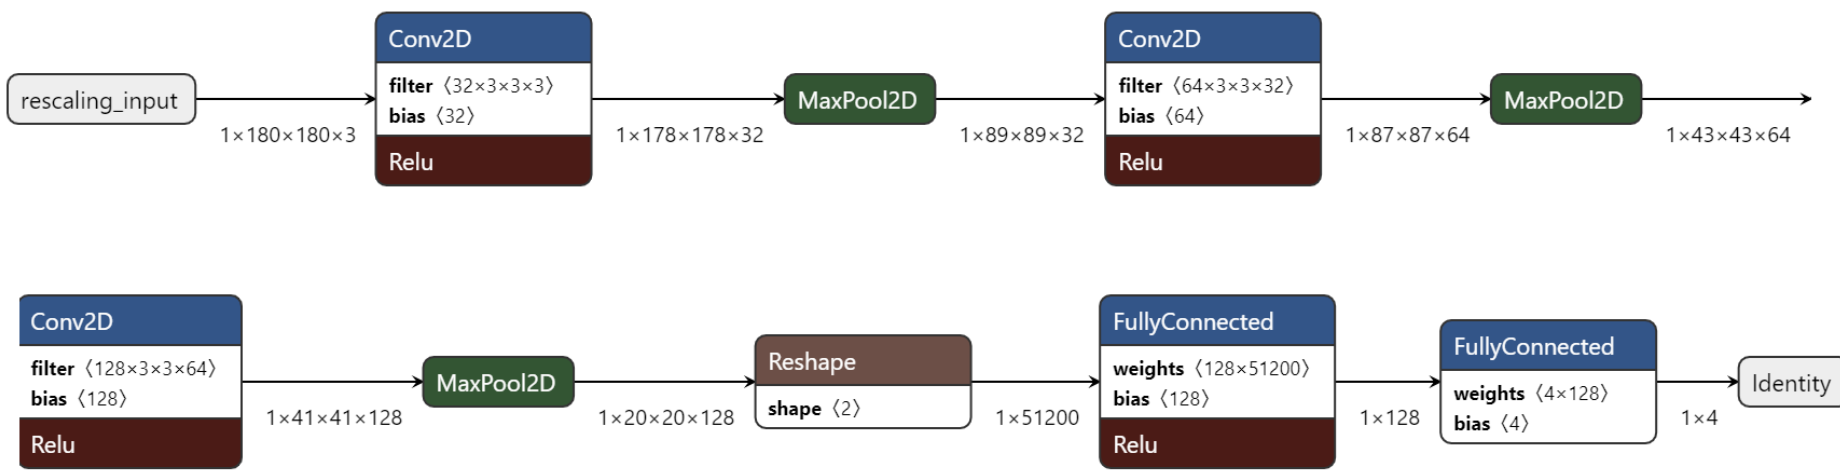 rescaling_input
1×180×180×3
Conv2D
filter ⟨32×3×3×3⟩
bias ⟨32⟩
Relu
1×178×178×32
MaxPool2D
1×89×89×32
Conv2D
filter ⟨64×3×3×32⟩
bias ⟨64⟩
Relu
1×87×87×64
MaxPool2D
1×43×43×64
Conv2D
filter ⟨128×3×3×64⟩
bias ⟨128⟩
Relu
1×41×41×128
MaxPool2D
1×20×20×128
Reshape
shape ⟨2⟩
1×51200
FullyConnected
weights ⟨128×51200⟩
bias ⟨128⟩
Relu
1×128
FullyConnected
weights ⟨4×128⟩
bias ⟨4⟩
1×4
Identity